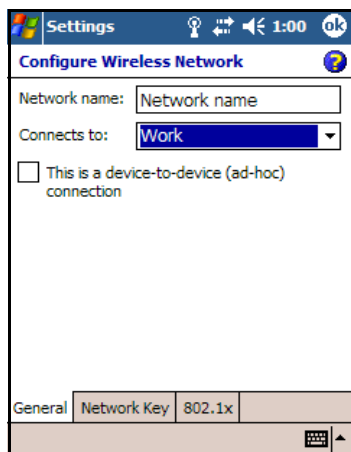 Settings 1:00 ok
Configure Wireless Network ?
Network name: Network name
Connects to: Work
This is a device-to-device (ad-hoc)
connection
General Network Key 802.1x